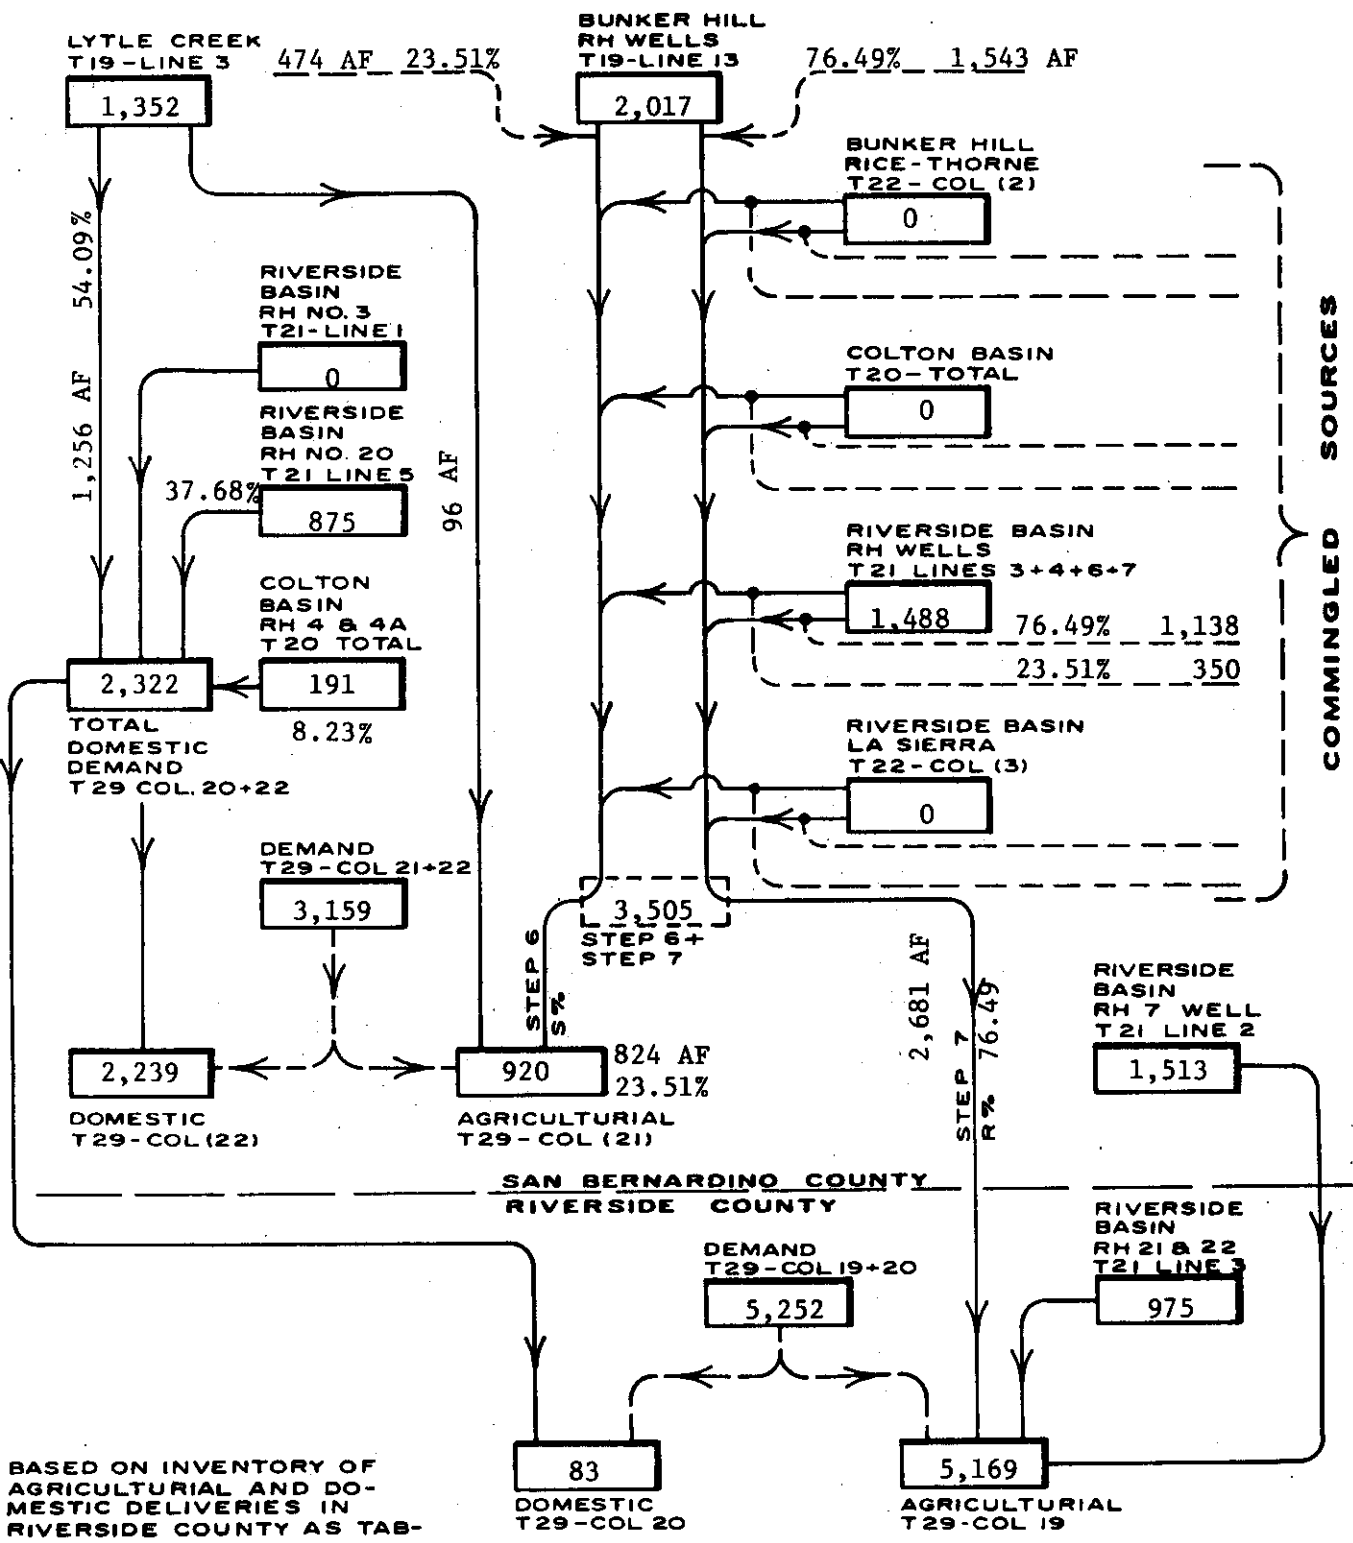 LYTLE CREEK
T19-LINE 3
1,352
474 AF 23.51%
BUNKER HILL
RH WELLS
T19-LINE 13
2,017
76.49% 1,543 AF
BUNKER HILL
RICE-THORNE
T22-COL (2)
0
54.09%
1,256 AF
RIVERSIDE
BASIN
RH NO. 3
T21-LINE 1
0
RIVERSIDE
BASIN
RH NO. 20
T21 LINE 5
37.68%
875
96 AF
COLTON BASIN
T20-TOTAL
0
COMMINGLED SOURCES
RIVERSIDE BASIN
RH WELLS
T21 LINES 3+4+6+7
1,488
76.49% 1,138
23.51% 350
COLTON
BASIN
RH 4 & 4A
T20 TOTAL
191
8.23%
2,322
TOTAL
DOMESTIC
DEMAND
T29 COL. 20+22
RIVERSIDE BASIN
LA SIERRA
T22-COL (3)
0
DEMAND
T29-COL 21+22
3,159
3,505
STEP 6+
STEP 7
STEP 6
S%
2,681 AF
STEP 7
R% 76.49
RIVERSIDE
BASIN
RH 7 WELL
T21 LINE 2
1,513
2,239
DOMESTIC
T29-COL (22)
920
824 AF
23.51%
AGRICULTURIAL
T29-COL (21)
SAN BERNARDINO COUNTY
RIVERSIDE COUNTY
RIVERSIDE
BASIN
RH 21 & 22
T21 LINE 3
975
DEMAND
T29-COL 19+20
5,252
83
DOMESTIC
T29-COL 20
5,169
AGRICULTURIAL
T29-COL 19
BASED ON INVENTORY OF
AGRICULTURIAL AND DO-
MESTIC DELIVERIES IN
RIVERSIDE COUNTY AS TAB-